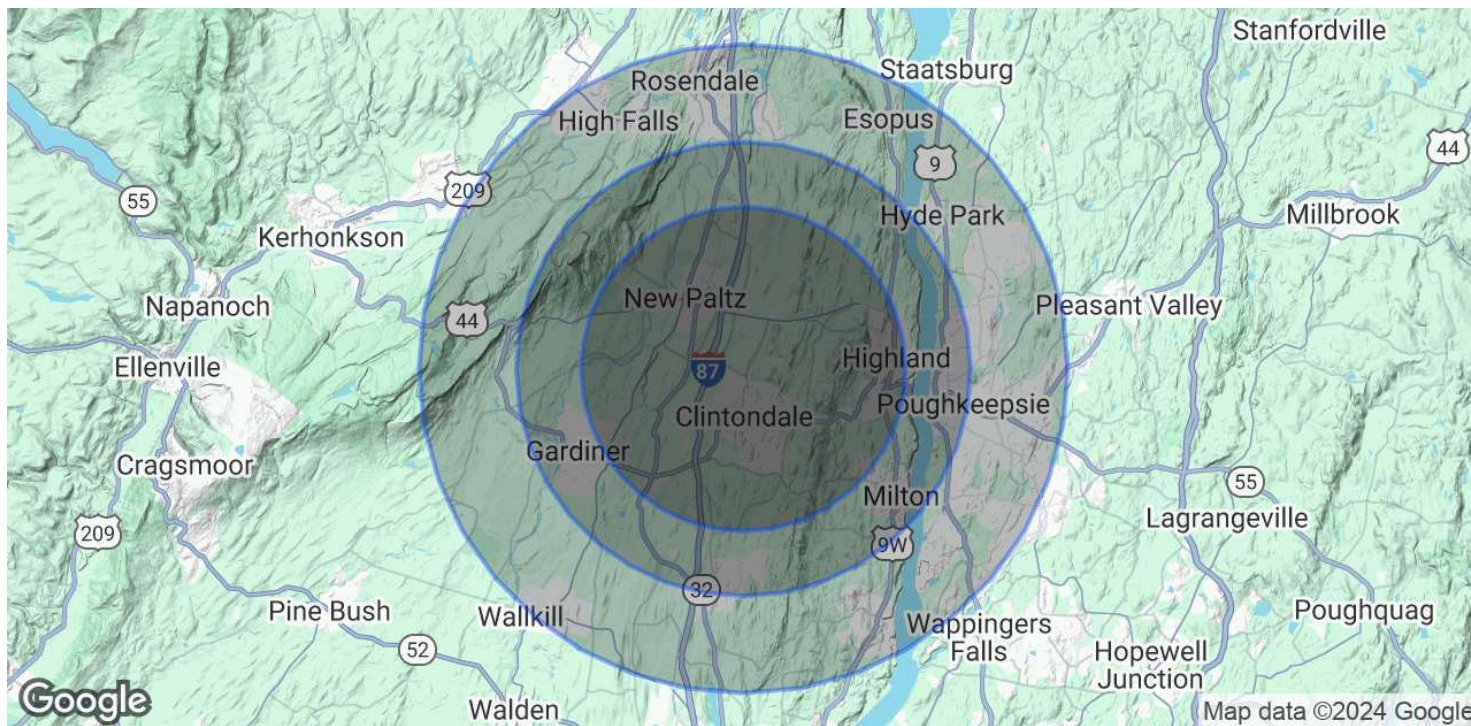 Stanfordville
Staatsburg
Rosendale
High Falls
Esopus
9
44
55
209
Hyde Park
Millbrook
Kerhonkson
Napanoch
New Paltz
Pleasant Valley
44
Ellenville
87
Highland
Clintondale
Poughkeepsie
Gardiner
Cragsmoor
Milton
55
Lagrangeville
209
9W
32
Pine Bush
Wallkill
Poughquag
Wappingers
Falls
52
Hopewell
Junction
Google
Walden
Map data ©2024 Google